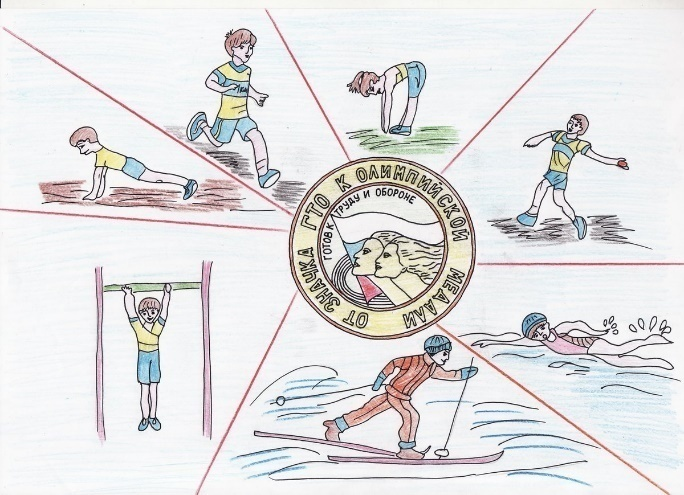 ОТ ЗНАЧКА ГТО К ОЛИМПИЙСКОЙ МЕДАЛИ
ГОТОВ К ТРУДУ И ОБОРОНЕ